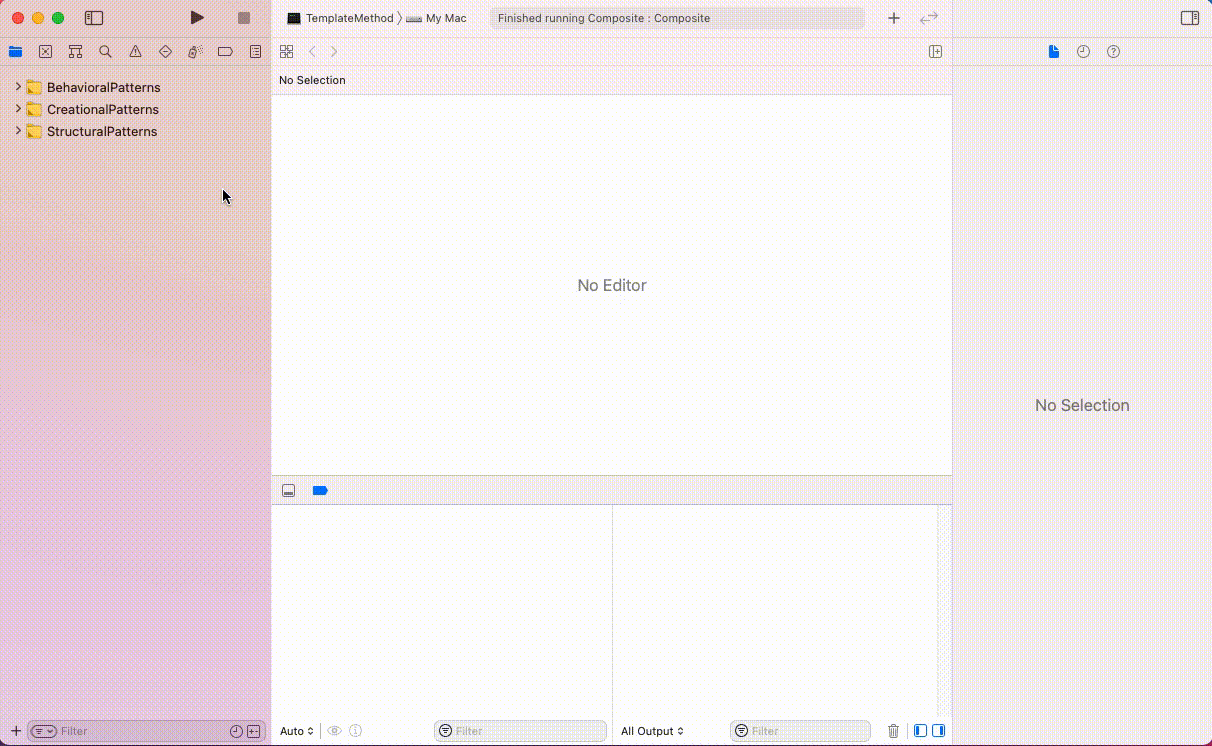 TemplateMethod 〉 My Mac
Finished running Composite : Composite
No Selection
BehavioralPatterns
CreationalPatterns
StructuralPatterns
No Editor
No Selection
Filter
Auto
Filter
All Output
Filter